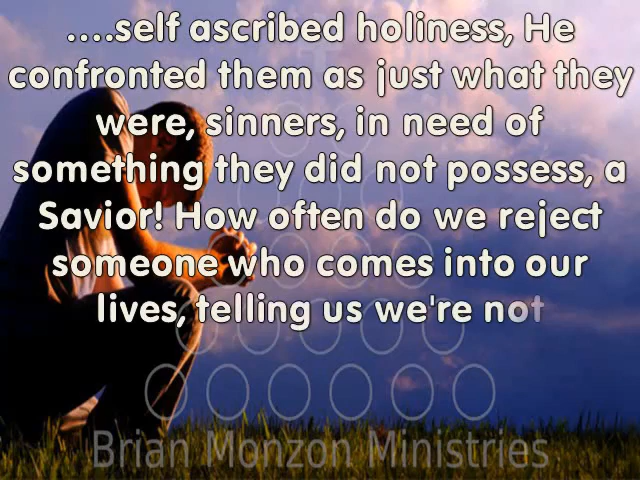 ....self ascribed holiness, He
confronted them as just what they
were, sinners, in need of
something they did not possess, a
Savior! How often do we reject
someone who comes into our
lives, telling us we're not
Brian Monzon Ministries